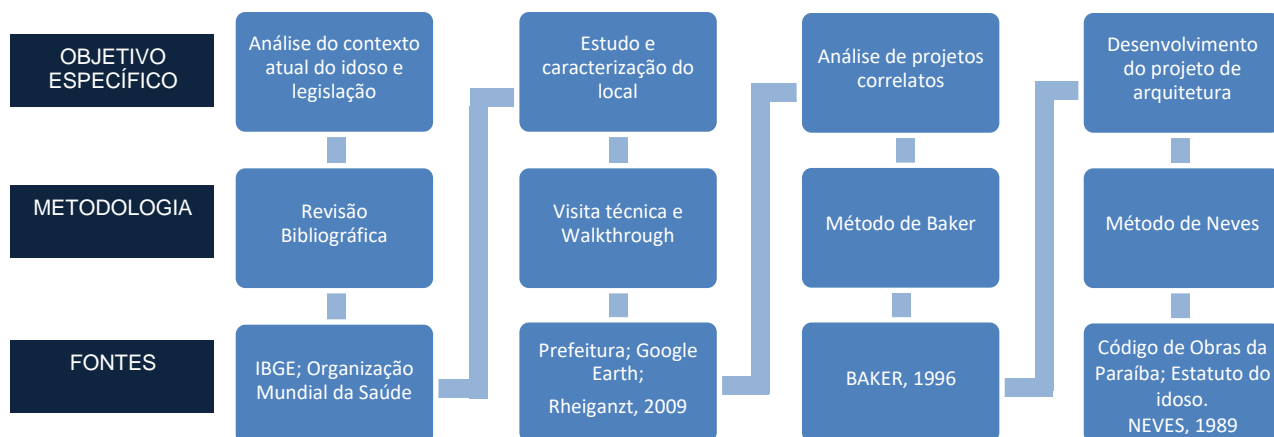 OBJETIVO
ESPECÍFICO
Análise do contexto
atual do idoso e
legislação
Estudo e
caracterização do
local
Análise de projetos
correlatos
Desenvolvimento
do projeto de
arquitetura
METODOLOGIA
Revisão
Bibliográfica
Visita técnica e
Walkthrough
Método de Baker
Método de Neves
FONTES
IBGE; Organização
Mundial da Saúde
Prefeitura; Google
Earth;
Rheiganzt, 2009
BAKER, 1996
Código de Obras da
Paraíba; Estatuto do
idoso.
NEVES, 1989